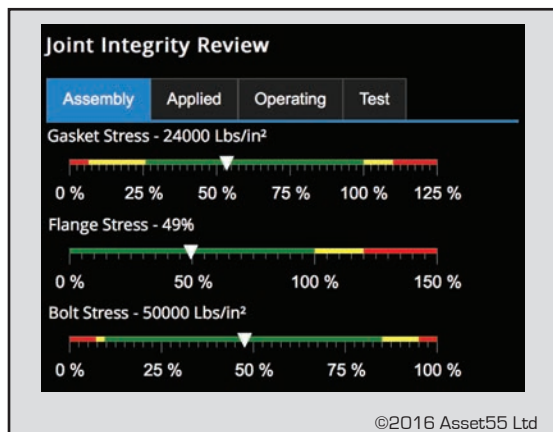 Joint Integrity Review
Assembly Applied Operating Test
Gasket Stress - 24000 Lbs/in²
0 % 25 % 50 % 75 % 100 % 125 %
Flange Stress - 49%
0 % 50 % 100 % 150 %
Bolt Stress - 50000 Lbs/in²
0 % 25 % 50 % 75 % 100 %
©2016 Asset55 Ltd